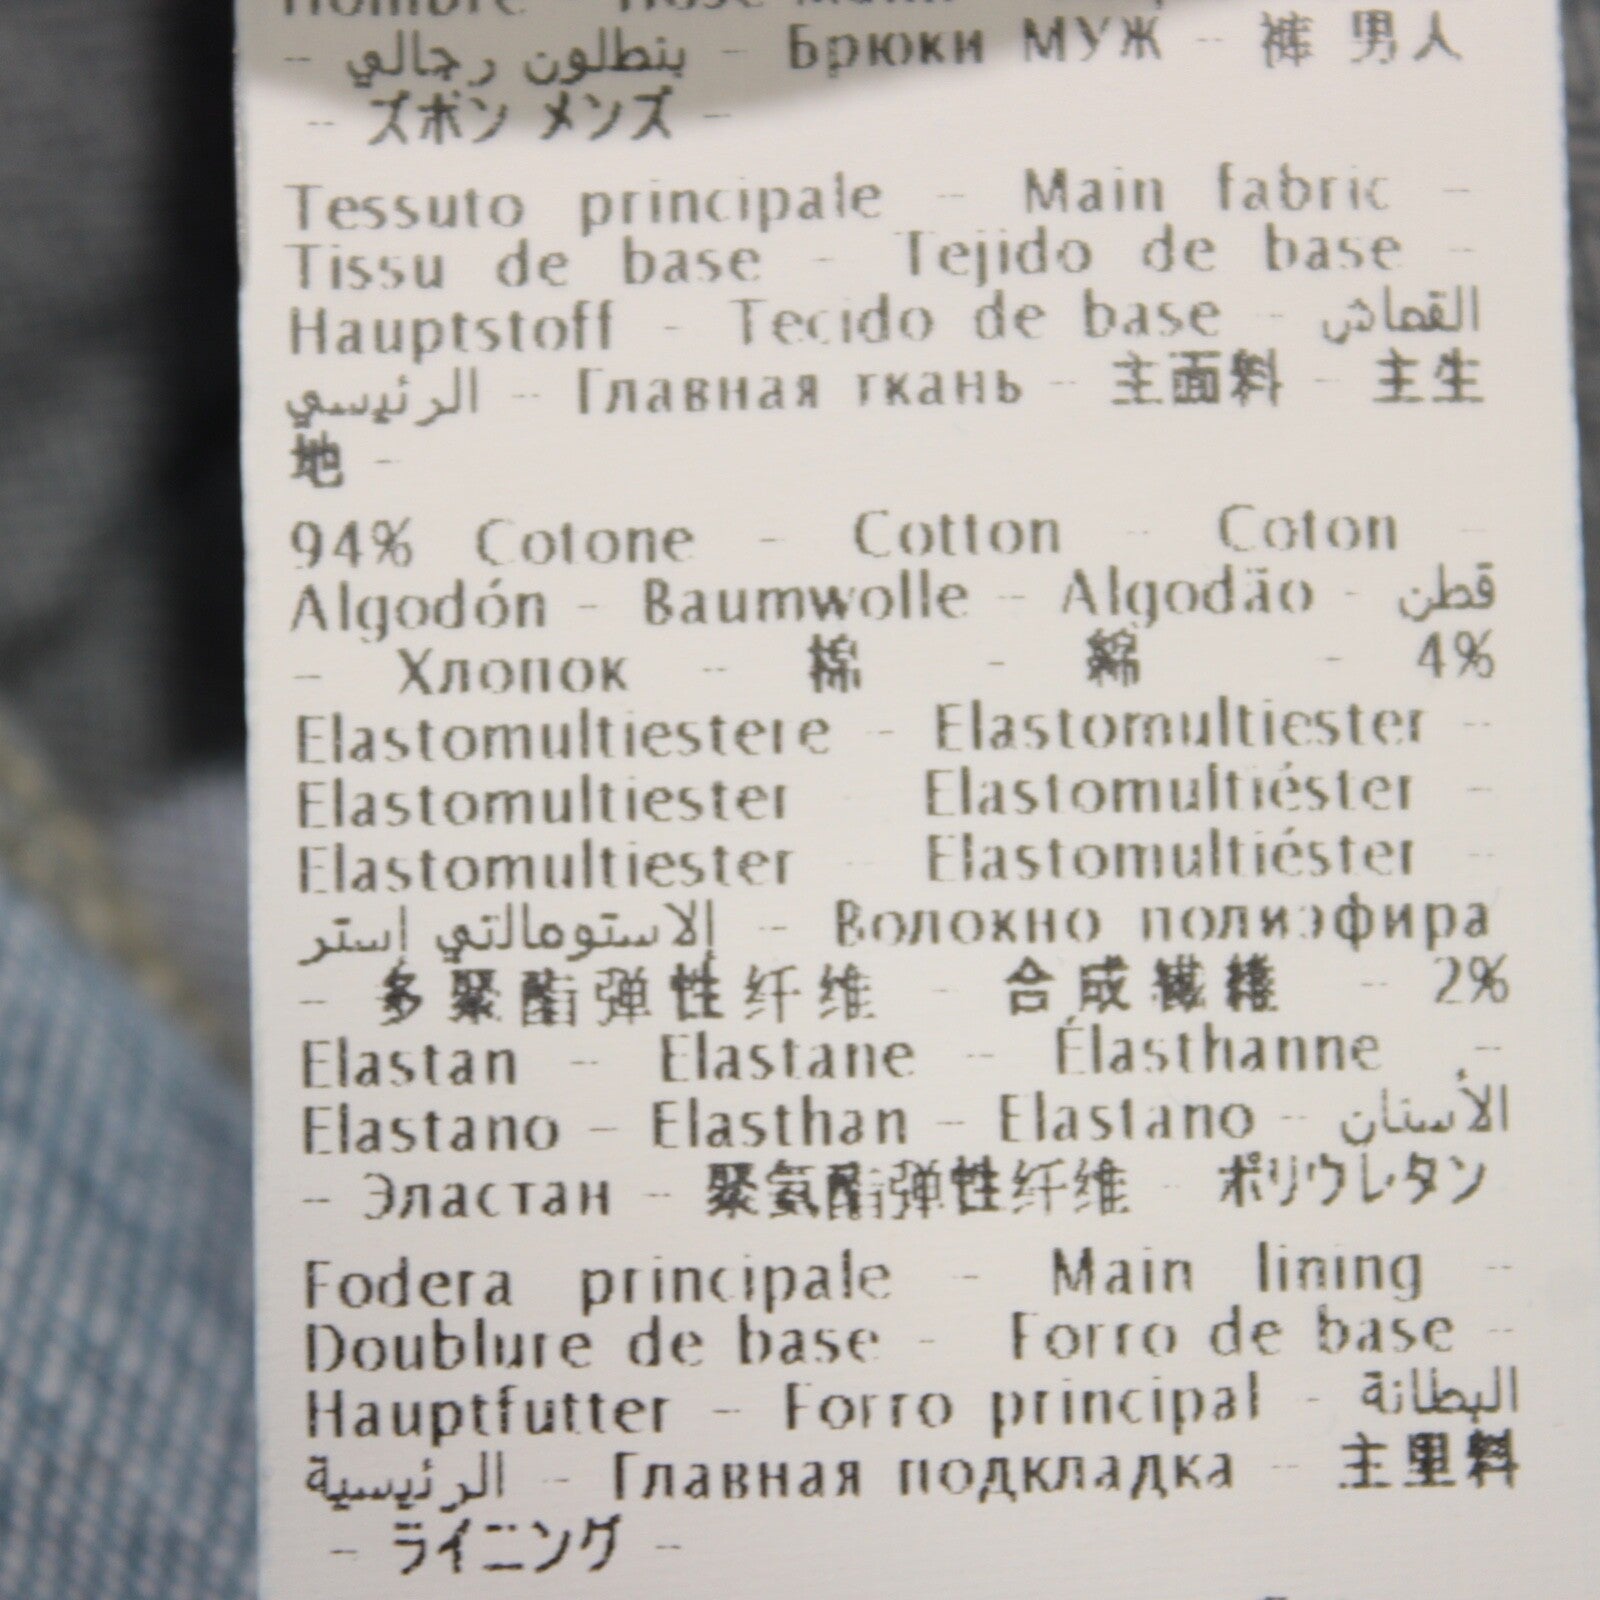 Hombre - Hose Mann -
- بنطلون رجالي - Брюки МУЖ - 裤 男人
- ズボン メンズ -
Tessuto principale - Main fabric -
Tissu de base - Tejido de base -
Hauptstoff - Tecido de base - القماش
الرئيسي - Главная ткань - 主面料 - 主生
地 -
94% Cotone - Cotton - Coton -
Algodón - Baumwolle - Algodão - قطن
- Хлопок - 棉 - 綿 - 4%
Elastomultiestere - Elastomultiester -
Elastomultiester - Elastomultiéster -
Elastomultiester - Elastomultiéster -
الاستومالتي إستر - Волокно полиэфира
- 多聚酯弹性纤维 - 合成繊維 - 2%
Elastan - Elastane - Élasthanne -
Elastano - Elasthan - Elastano - الأستان
- Эластан - 聚氨酯弹性纤维 - ポリウレタン
Fodera principale - Main lining -
Doublure de base - Forro de base -
Hauptfutter - Forro principal - البطانة
الرئيسية - Главная подкладка - 主里料
- ライニング -